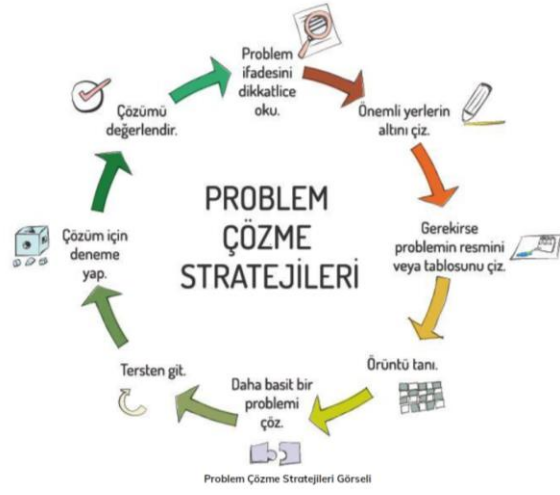 PROBLEM
ÇÖZME
STRATEJİLERİ
Problem
ifadesini
dikkatlice
oku.
Önemli yerlerin
altını çiz.
Gerekirse
problemin resmini
veya tablosunu çiz.
Örüntü tanı.
Daha basit bir
problemi
çöz.
Tersten git.
Çözüm için
deneme
yap.
Çözümü
değerlendir.
Problem Çözme Stratejileri Görseli